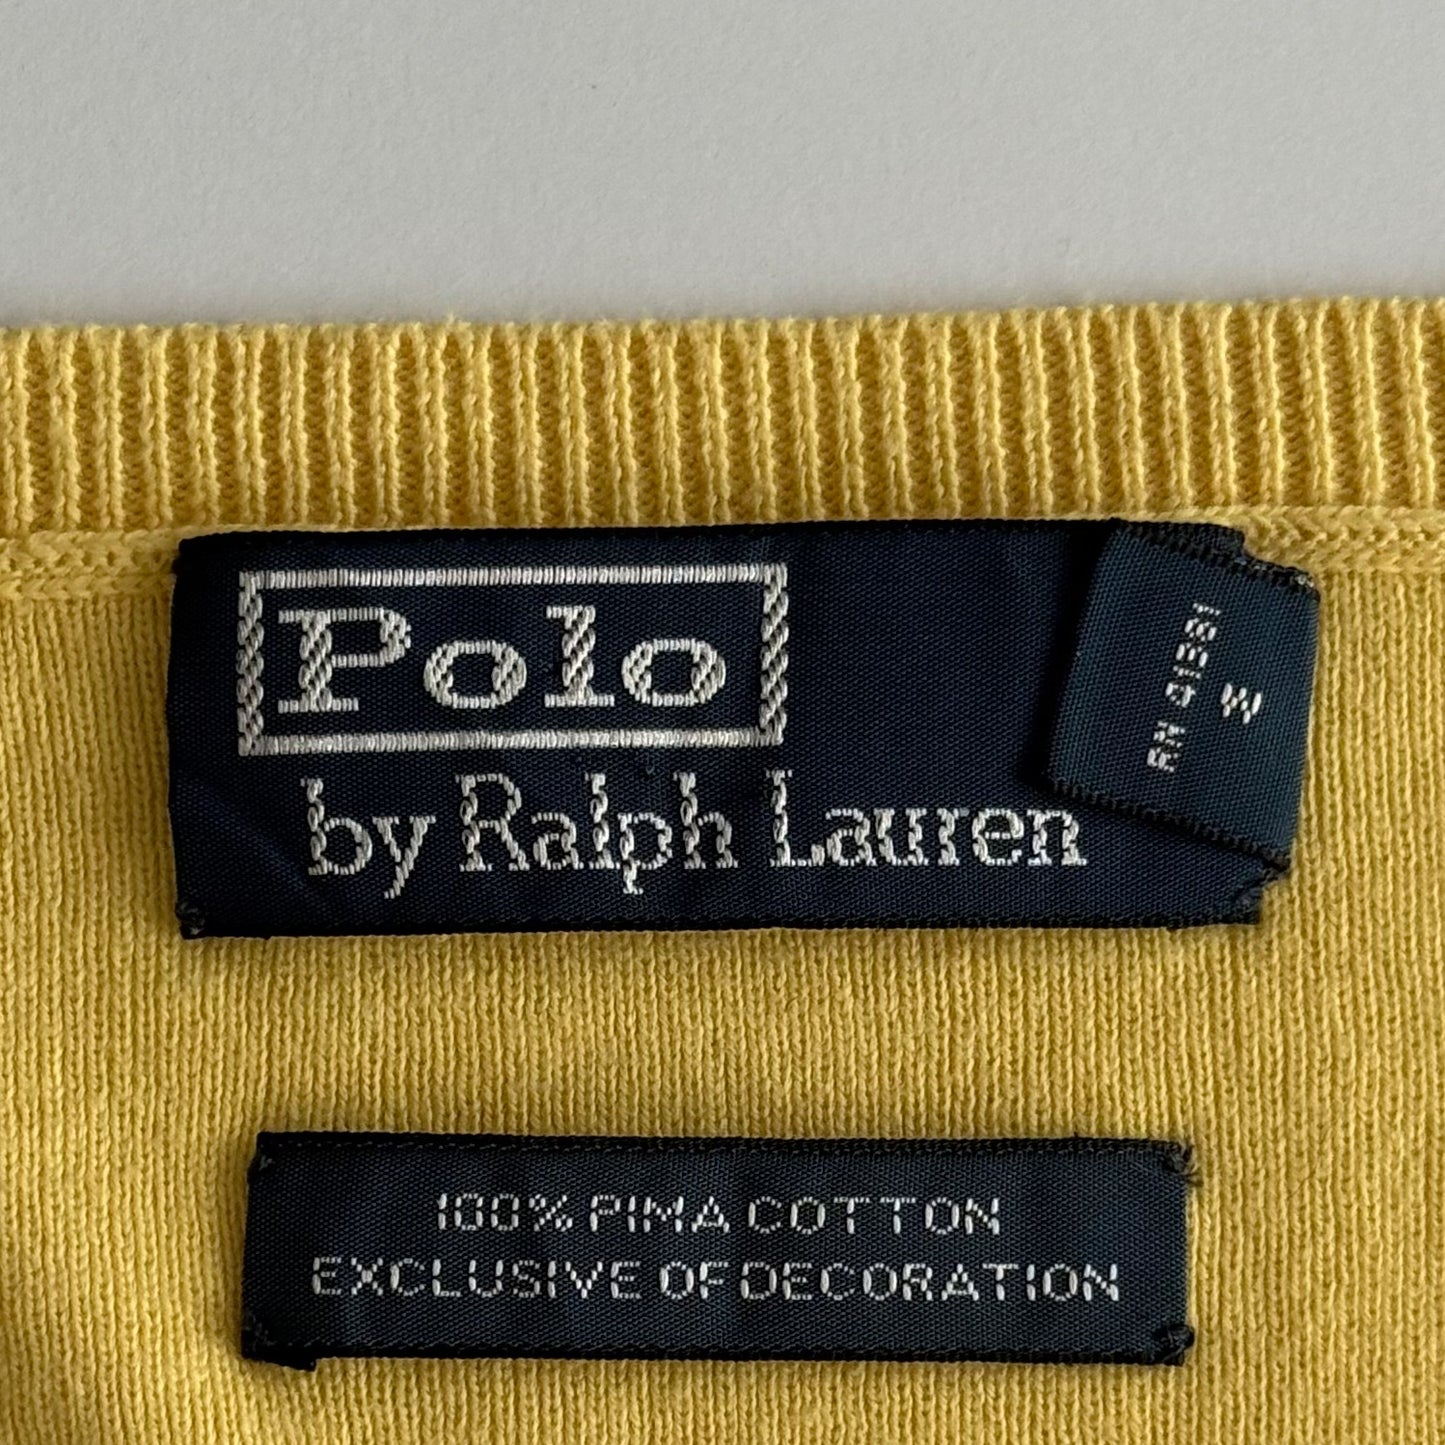 Polo
by Ralph Lauren
RN 41381
M
100% PIMA COTTON
EXCLUSIVE OF DECORATION